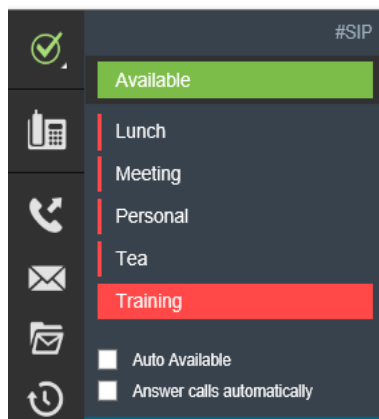 #SIP
Available
Lunch
Meeting
Personal
Tea
Training
Auto Available
Answer calls automatically